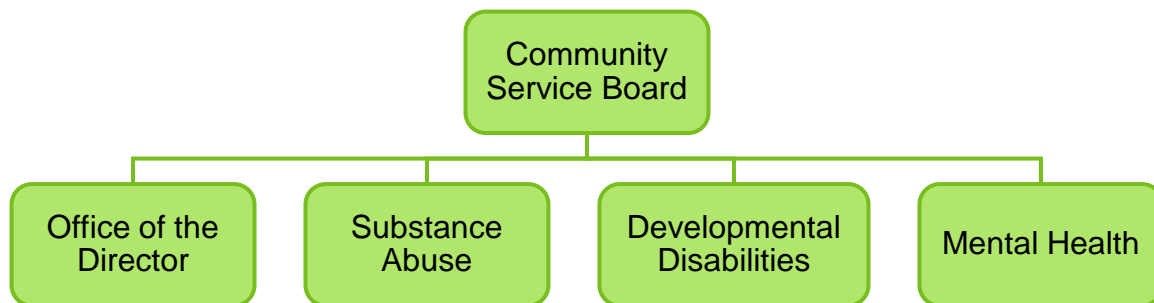 Community
Service Board
Office of the
Director
Substance
Abuse
Developmental
Disabilities
Mental Health